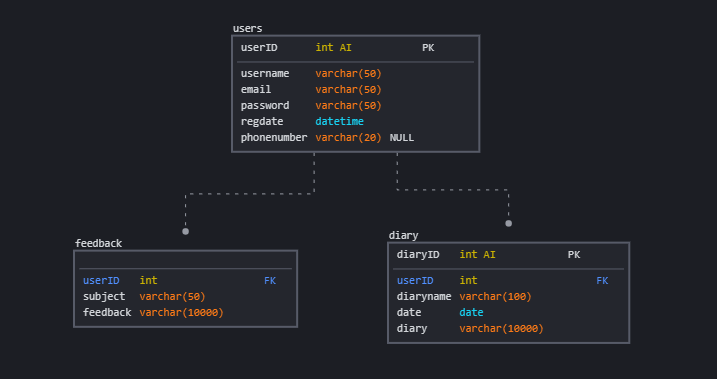 users
userID int AI PK
username varchar(50)
email varchar(50)
password varchar(50)
regdate datetime
phonenumber varchar(20) NULL
feedback
userID int FK
subject varchar(50)
feedback varchar(10000)
diary
diaryID int AI PK
userID int FK
diaryname varchar(100)
date date
diary varchar(10000)